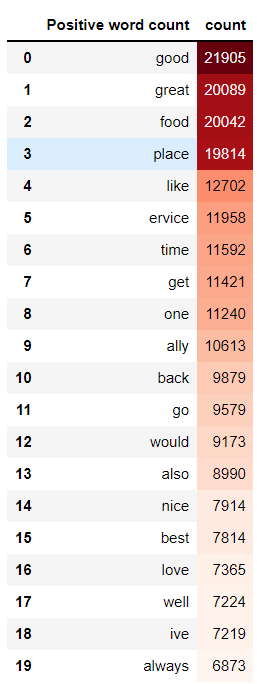 Positive word count count
0 good 21905
1 great 20089
2 food 20042
3 place 19814
4 like 12702
5 ervice 11958
6 time 11592
7 get 11421
8 one 11240
9 ally 10613
10 back 9879
11 go 9579
12 would 9173
13 also 8990
14 nice 7914
15 best 7814
16 love 7365
17 well 7224
18 ive 7219
19 always 6873